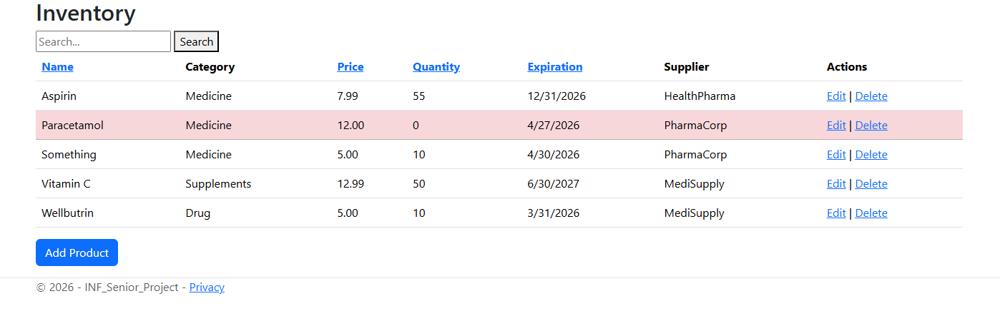 Inventory
Search... Search
Name Category Price Quantity Expiration Supplier Actions
Aspirin Medicine 7.99 55 12/31/2026 HealthPharma Edit | Delete
Paracetamol Medicine 12.00 0 4/27/2026 PharmaCorp Edit | Delete
Something Medicine 5.00 10 4/30/2026 PharmaCorp Edit | Delete
Vitamin C Supplements 12.99 50 6/30/2027 MediSupply Edit | Delete
Wellbutrin Drug 5.00 10 3/31/2026 MediSupply Edit | Delete
Add Product
© 2026 - INF_Senior_Project - Privacy